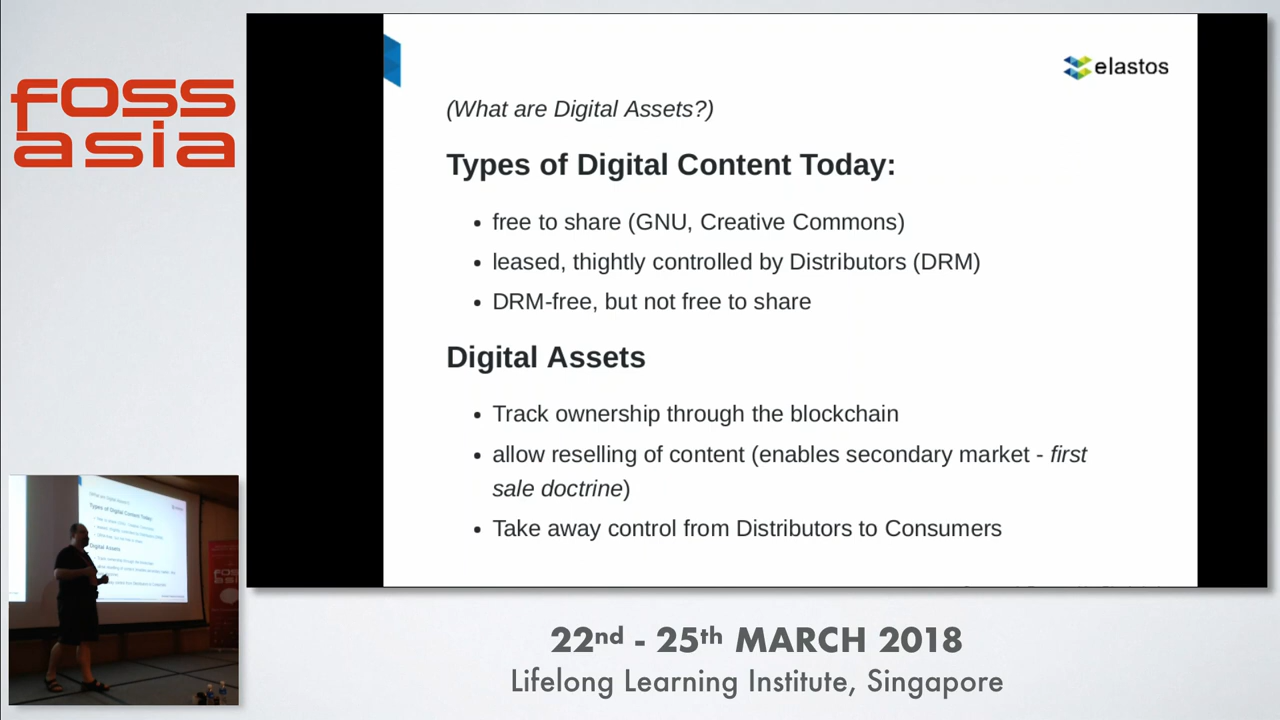 foss
asia
elastos
(What are Digital Assets?)
Types of Digital Content Today:
• free to share (GNU, Creative Commons)
• leased, thightly controlled by Distributors (DRM)
• DRM-free, but not free to share
Digital Assets
• Track ownership through the blockchain
• allow reselling of content (enables secondary market - first
sale doctrine)
• Take away control from Distributors to Consumers
22nd - 25th MARCH 2018
Lifelong Learning Institute, Singapore